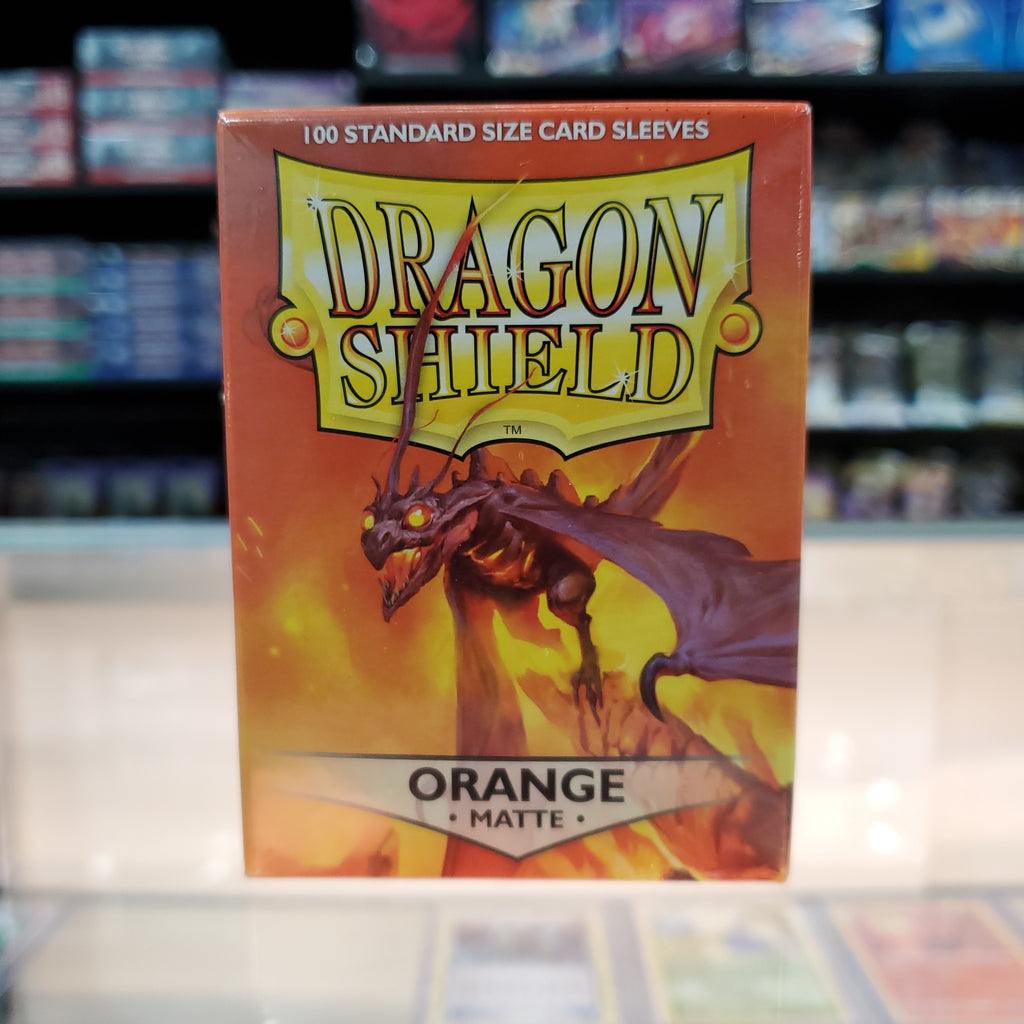 100 STANDARD SIZE CARD SLEEVES
DRAGON
SHIELD
TM
ORANGE
• MATTE •